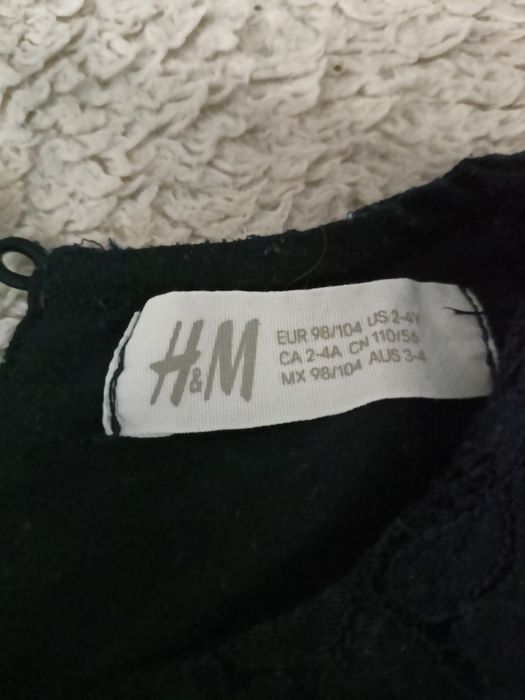 H&M
EUR 98/104 US 2-4Y
CA 2-4A CN 110/56
MX 98/104 AUS 3-4